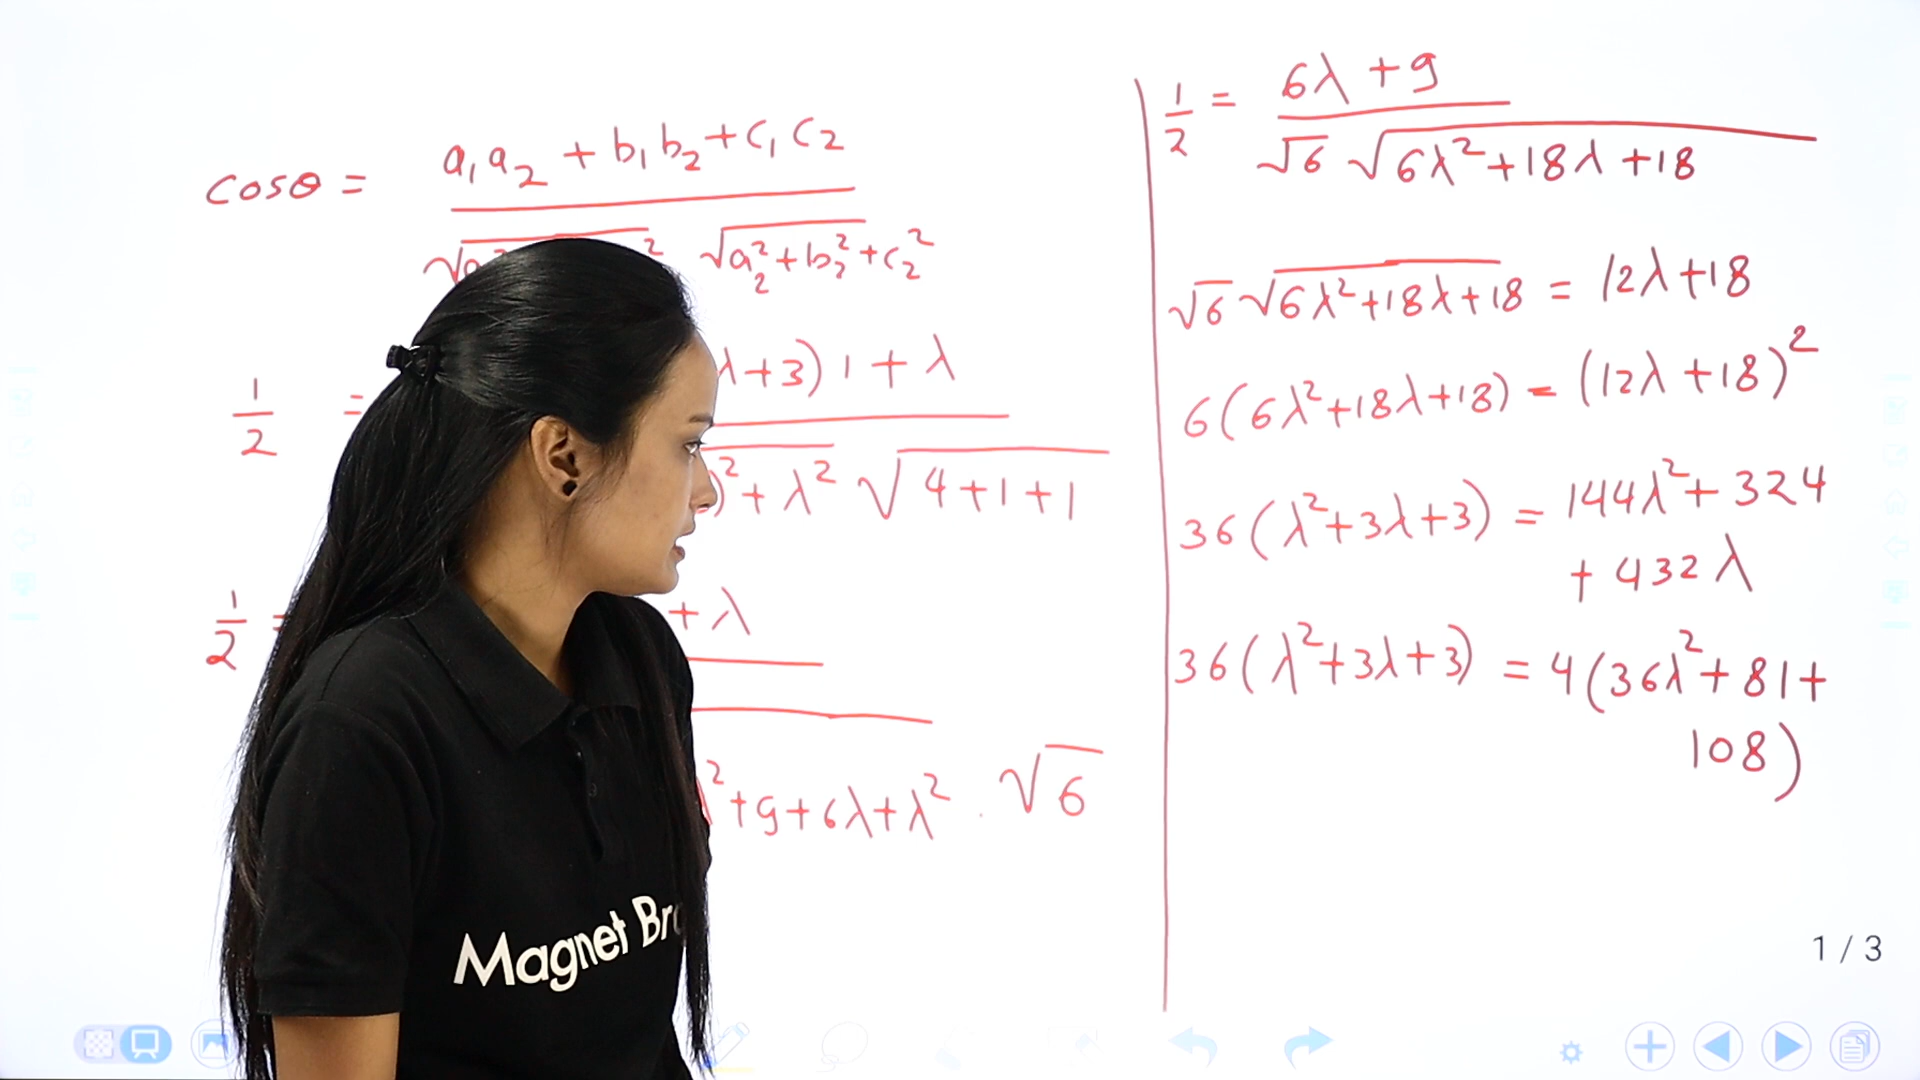 cosθ = a₁a₂ + b₁b₂ + c₁c₂
√a² ² √a₂² + b₂² + c₂²
1/2 = λ+3) 1 + λ
)² + λ² √4+1+1
1/2 = + λ
² + 9 + 6λ + λ² . √6
1/2 = 6λ + 9
√6 √6λ² + 18λ + 18
√6 √6λ² + 18λ + 18 = 12λ + 18
6(6λ² + 18λ + 18) = (12λ + 18)²
36(λ² + 3λ + 3) = 144λ² + 324
+ 432λ
36(λ² + 3λ + 3) = 4(36λ² + 81 +
108)
Magnet Br
1 / 3